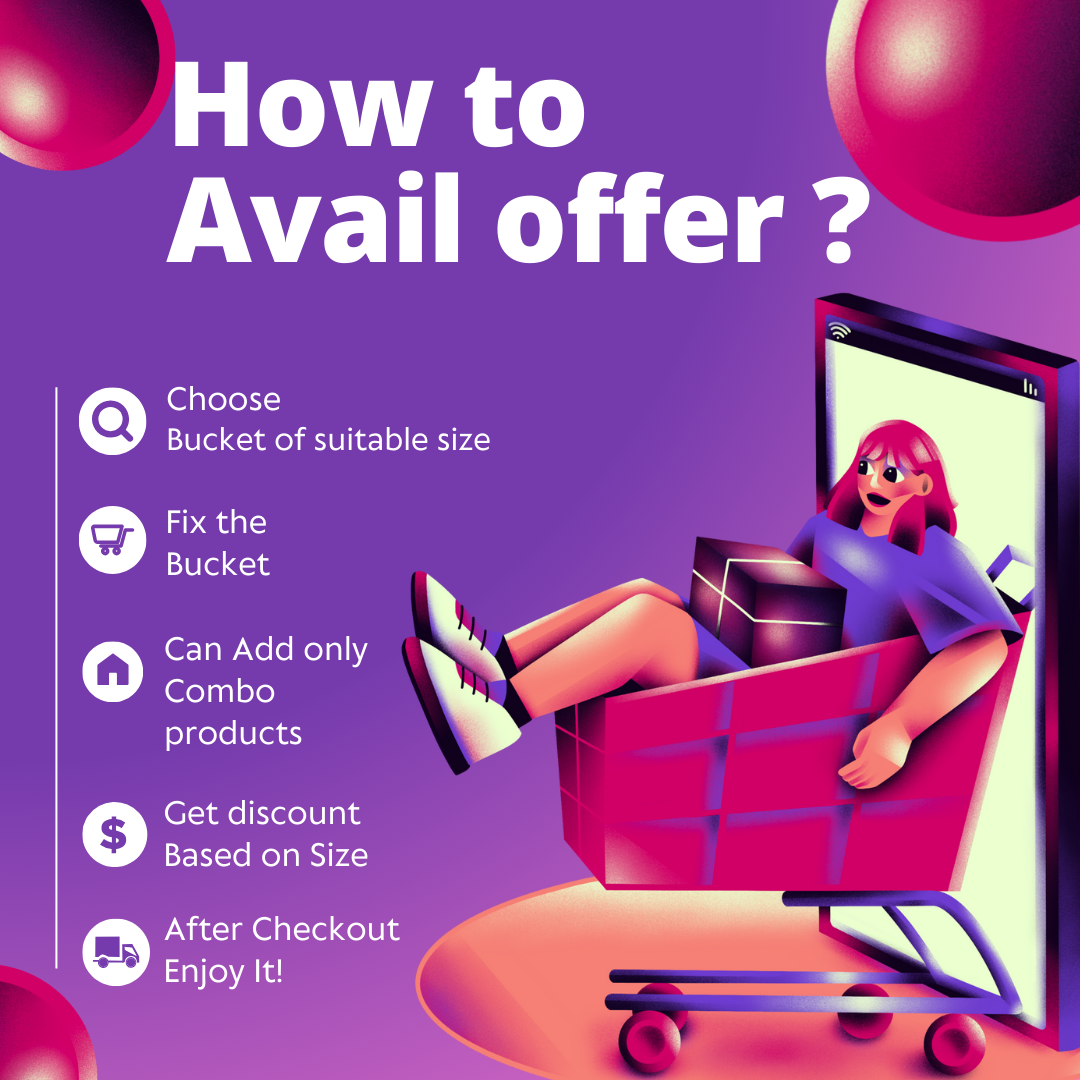 How to
Avail offer ?
Choose
Bucket of suitable size
Fix the
Bucket
Can Add only
Combo
products
$
Get discount
Based on Size
After Checkout
Enjoy It!